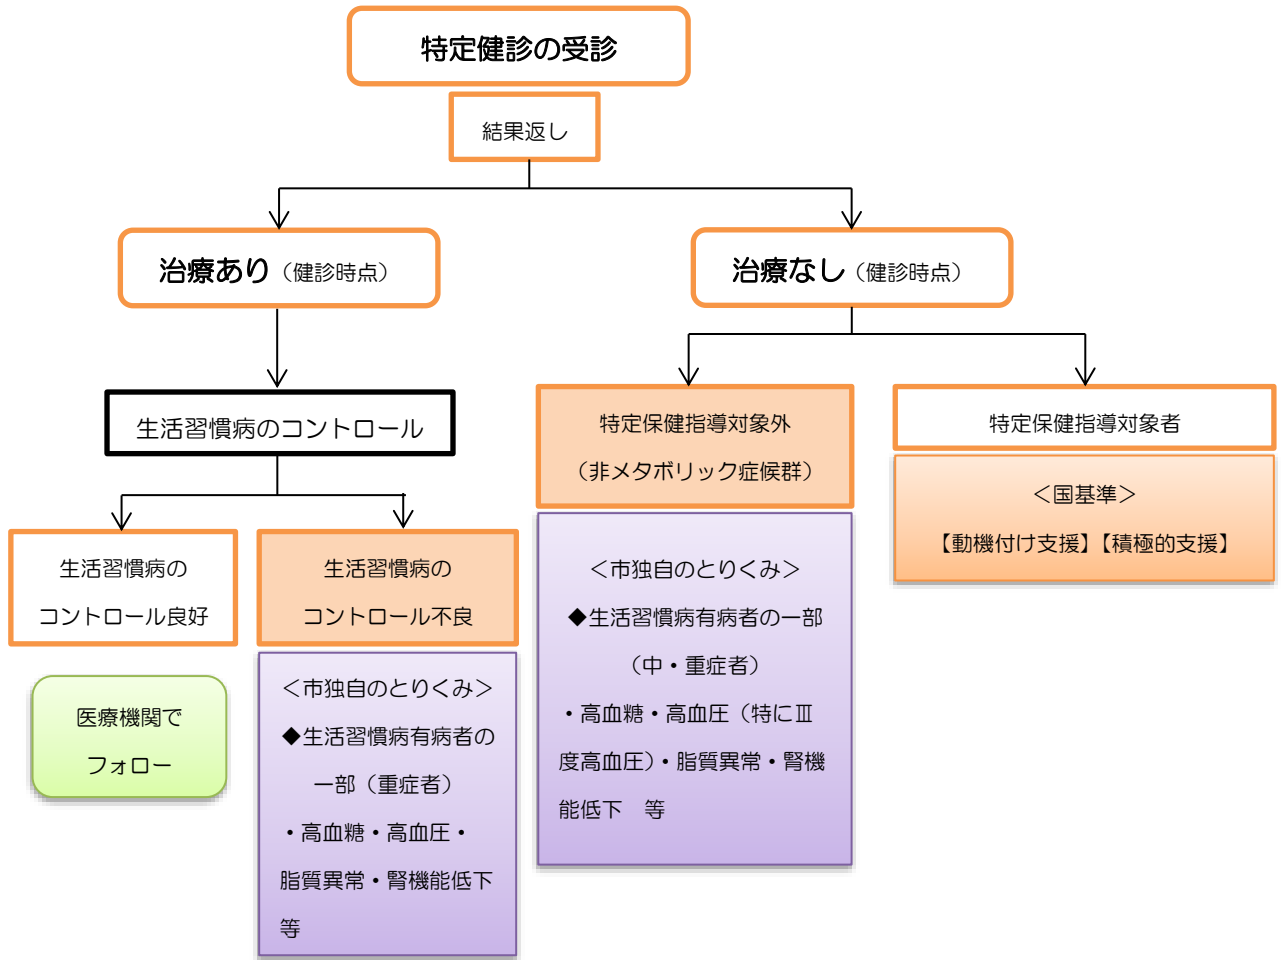 特定健診の受診
結果返し
治療あり（健診時点）
治療なし（健診時点）
生活習慣病のコントロール
特定保健指導対象外
（非メタボリック症候群）
特定保健指導対象者
＜国基準＞
【動機付け支援】【積極的支援】
生活習慣病の
コントロール良好
生活習慣病の
コントロール不良
医療機関で
フォロー
＜市独自のとりくみ＞
◆生活習慣病有病者の
一部（重症者）
・高血糖・高血圧・
脂質異常・腎機能低下
等
＜市独自のとりくみ＞
◆生活習慣病有病者の一部
（中・重症者）
・高血糖・高血圧（特にⅢ
度高血圧）・脂質異常・腎機
能低下　等